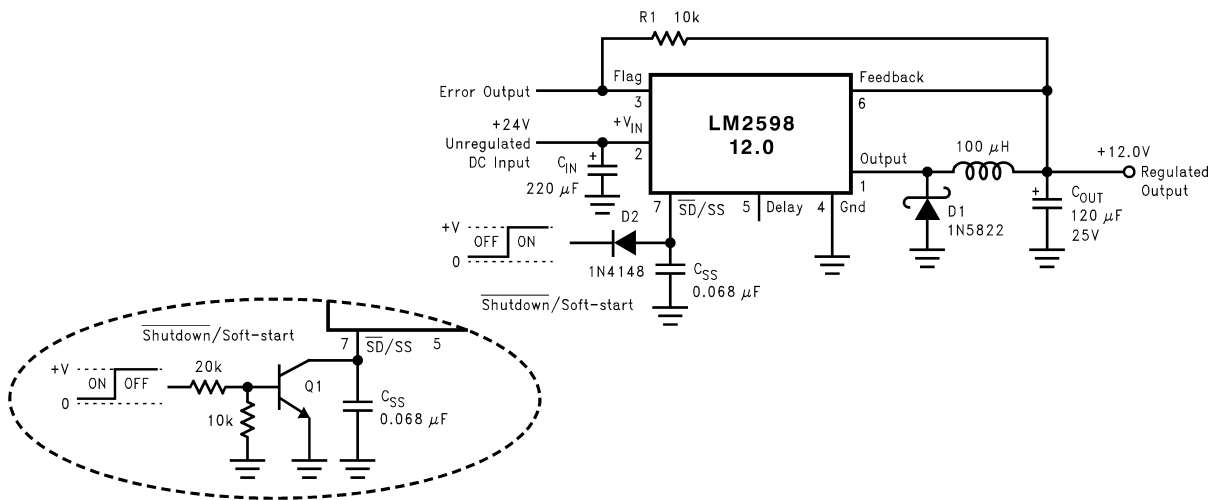 R1 10k
Flag
3
Feedback
6
Error Output
+24V
Unregulated
DC Input
+VIN
2
CIN
+
220 μF
LM2598
12.0
Output
1
100 μH
+12.0V
Regulated
Output
D1
1N5822
+
COUT
120 μF
25V
7
SD/SS
5
Delay
4
Gnd
+V
OFF
ON
0
D2
1N4148
CSS
0.068 μF
Shutdown/Soft-start
Shutdown/Soft-start
7
SD/SS
5
+V
ON
OFF
0
20k
10k
Q1
CSS
0.068 μF